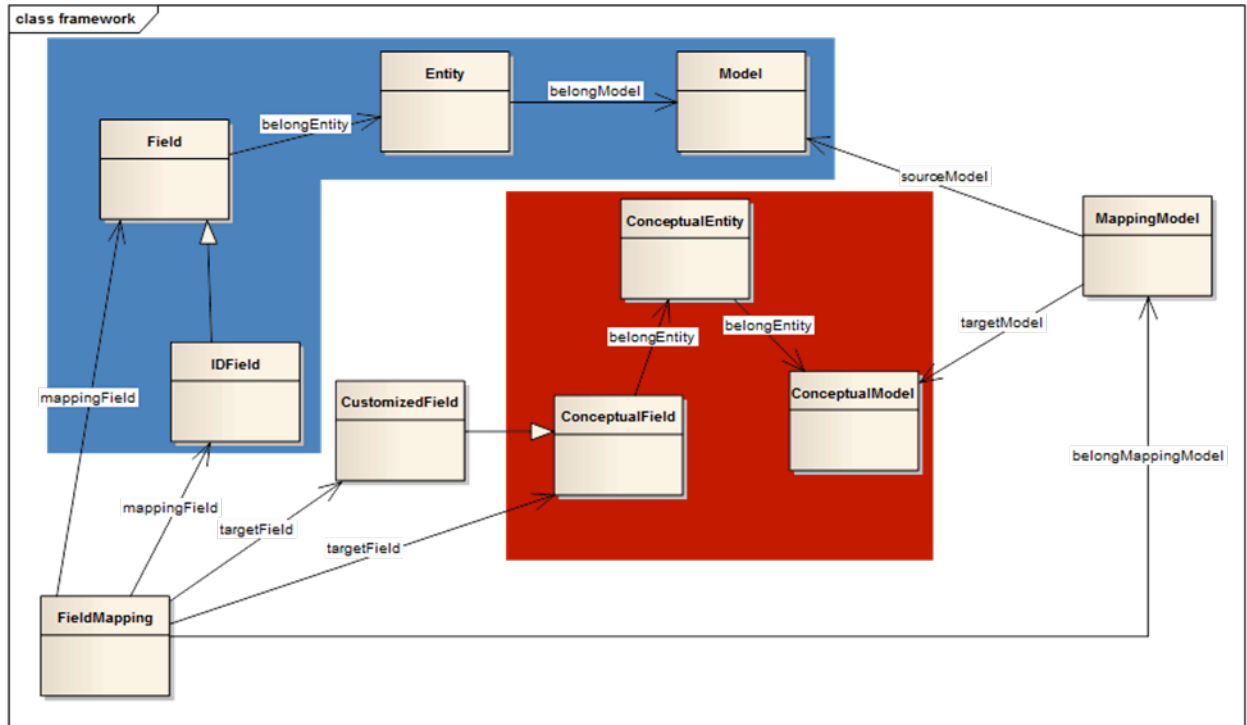 class framework
Entity
Model
belongModel
belongEntity
Field
sourceModel
ConceptualEntity
MappingModel
targetModel
belongEntity
belongEntity
IDField
CustomizedField
ConceptualField
ConceptualModel
mappingField
belongMappingModel
mappingField
targetField
targetField
FieldMapping